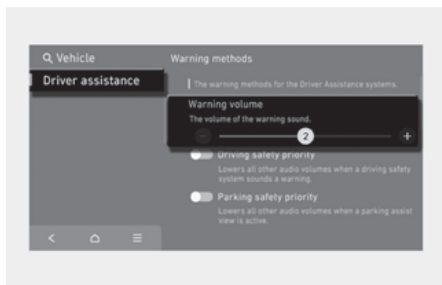 Vehicle
Warning methods
Driver assistance
The warning methods for the Driver Assistance systems.
Warning volume
The volume of the warning sound.
2
Driving safety priority
Lowers all other audio volumes when a driving safety
system sounds a warning.
Parking safety priority
Lowers all other audio volumes when a parking assist
view is active.